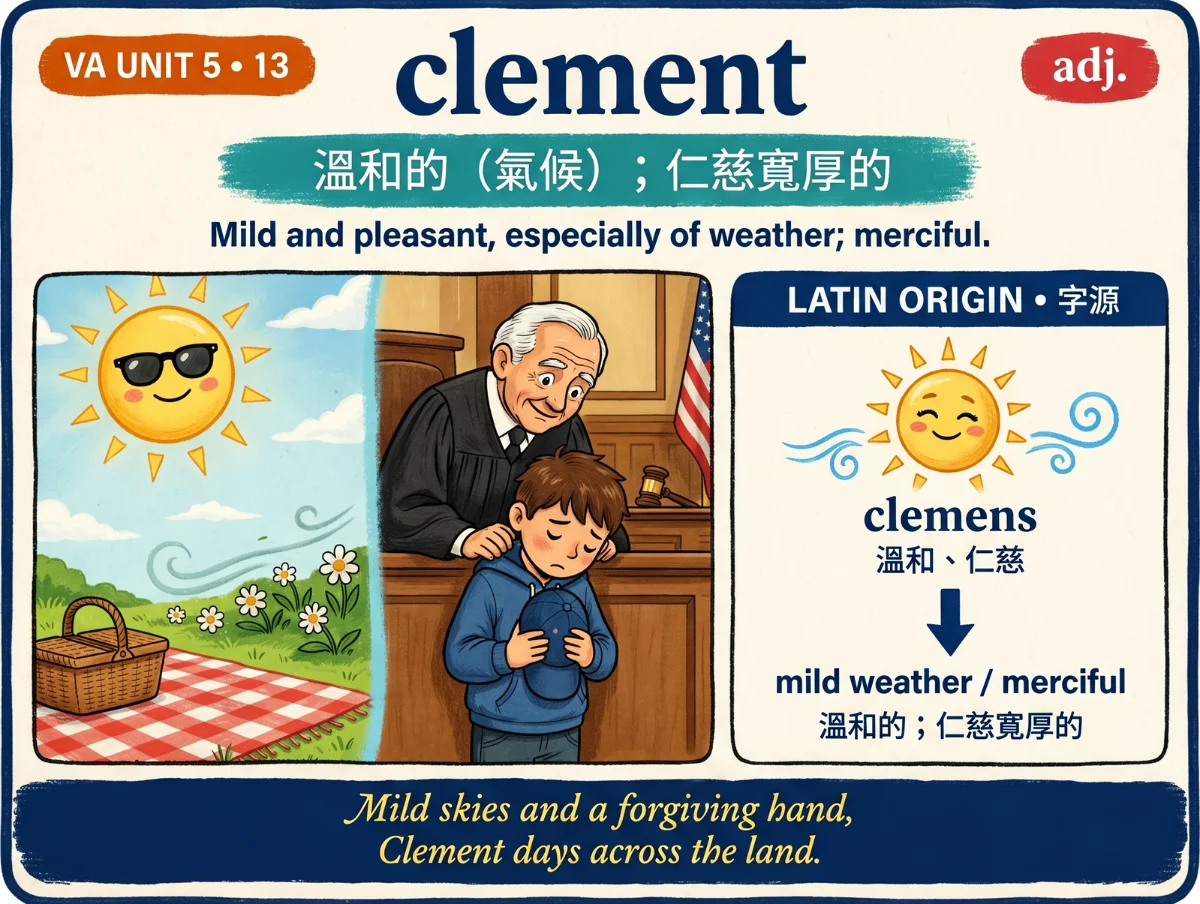 VA UNIT 5 • 13
clement
adj.
溫和的（氣候）；仁慈寬厚的
Mild and pleasant, especially of weather; merciful.
LATIN ORIGIN • 字源
clemens
溫和、仁慈
mild weather / merciful
溫和的；仁慈寬厚的
Mild skies and a forgiving hand,
Clement days across the land.